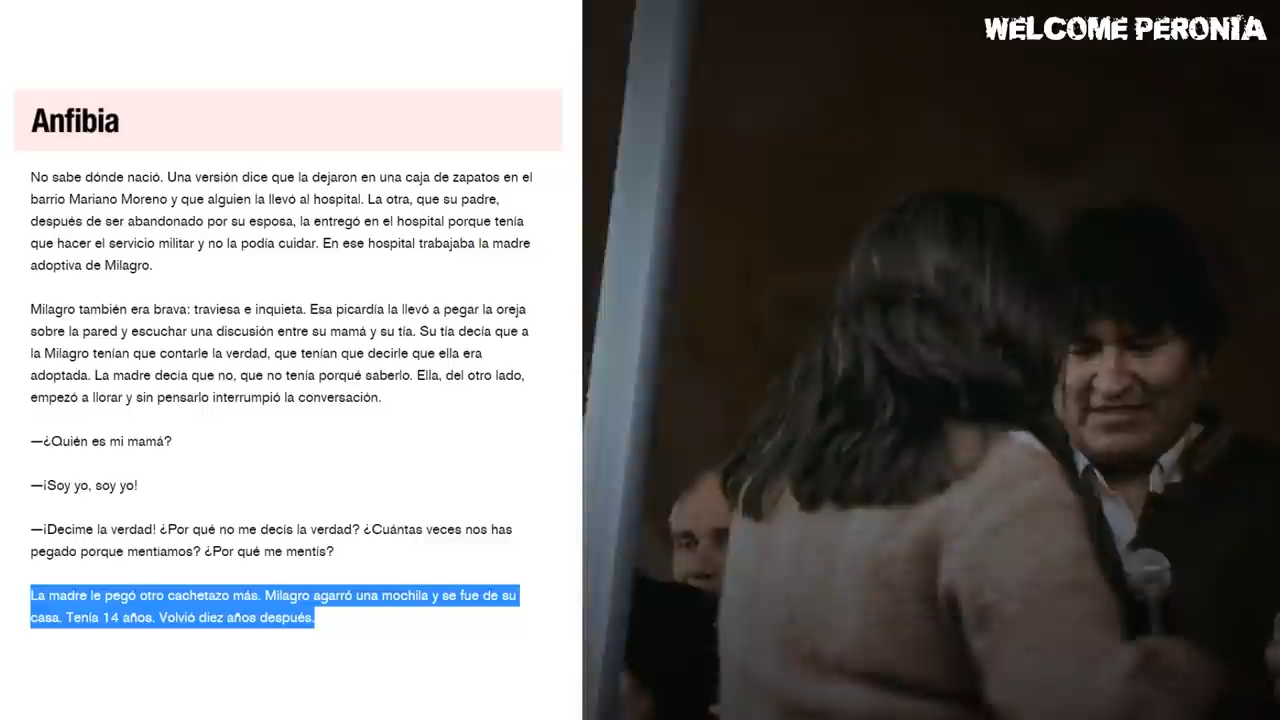 WELCOME PERONIA
Anfibia
No sabe dónde nació. Una versión dice que la dejaron en una caja de zapatos en el
barrio Mariano Moreno y que alguien la llevó al hospital. La otra, que su padre,
después de ser abandonado por su esposa, la entregó en el hospital porque tenía
que hacer el servicio militar y no la podía cuidar. En ese hospital trabajaba la madre
adoptiva de Milagro.
Milagro también era brava: traviesa e inquieta. Esa picardía la llevó a pegar la oreja
sobre la pared y escuchar una discusión entre su mamá y su tía. Su tía decía que a
la Milagro tenían que contarle la verdad, que tenían que decirle que ella era
adoptada. La madre decía que no, que no tenía porqué saberlo. Ella, del otro lado,
empezó a llorar y sin pensarlo interrumpió la conversación.
—¿Quién es mi mamá?
—¡Soy yo, soy yo!
—¡Decime la verdad! ¿Por qué no me decís la verdad? ¿Cuántas veces nos has
pegado porque mentíamos? ¿Por qué me mentís?
La madre le pegó otro cachetazo más. Milagro agarró una mochila y se fue de su
casa. Tenía 14 años. Volvió diez años después.